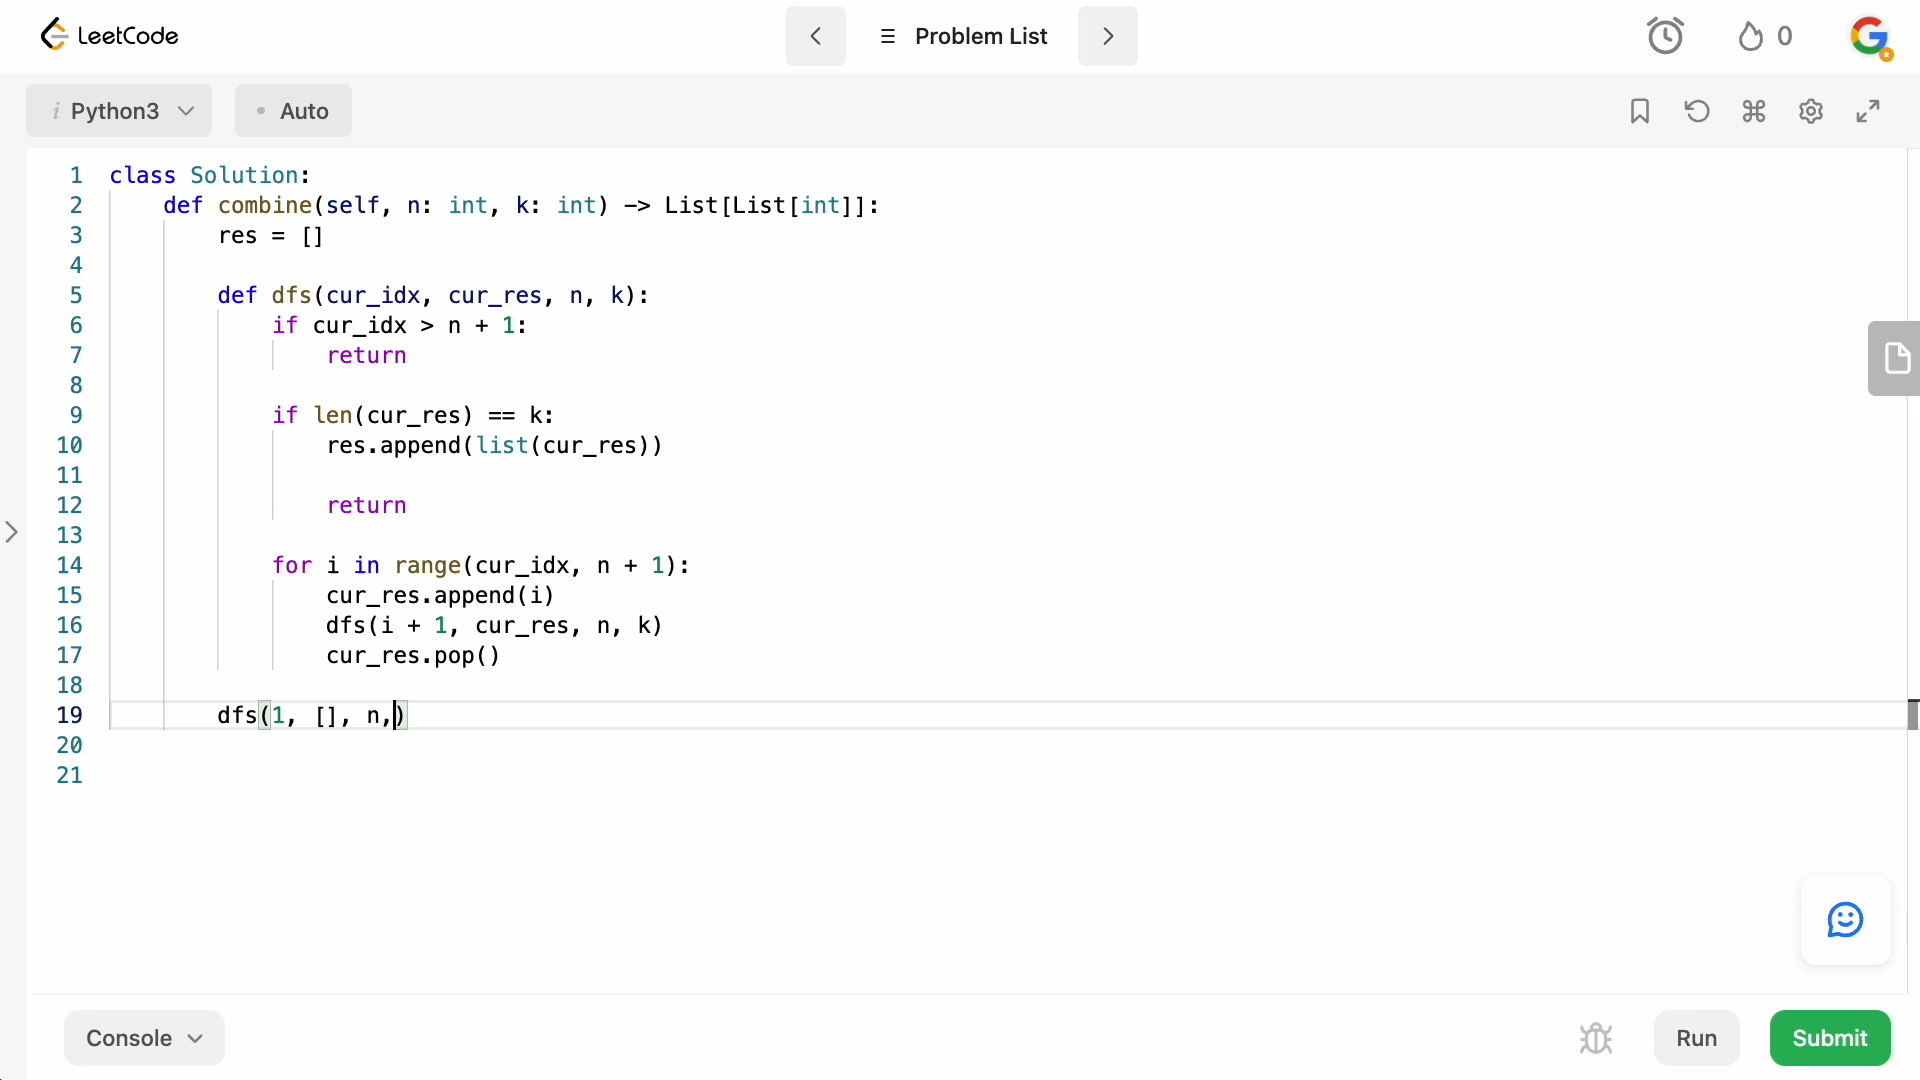 LeetCode
Problem List
0
i Python3
• Auto
1 class Solution:
2     def combine(self, n: int, k: int) -> List[List[int]]:
3         res = []
4
5         def dfs(cur_idx, cur_res, n, k):
6             if cur_idx > n + 1:
7                 return
8
9             if len(cur_res) == k:
10                 res.append(list(cur_res))
11
12                 return
13
14             for i in range(cur_idx, n + 1):
15                 cur_res.append(i)
16                 dfs(i + 1, cur_res, n, k)
17                 cur_res.pop()
18
19         dfs(1, [], n,)
20
21
Console
Run
Submit